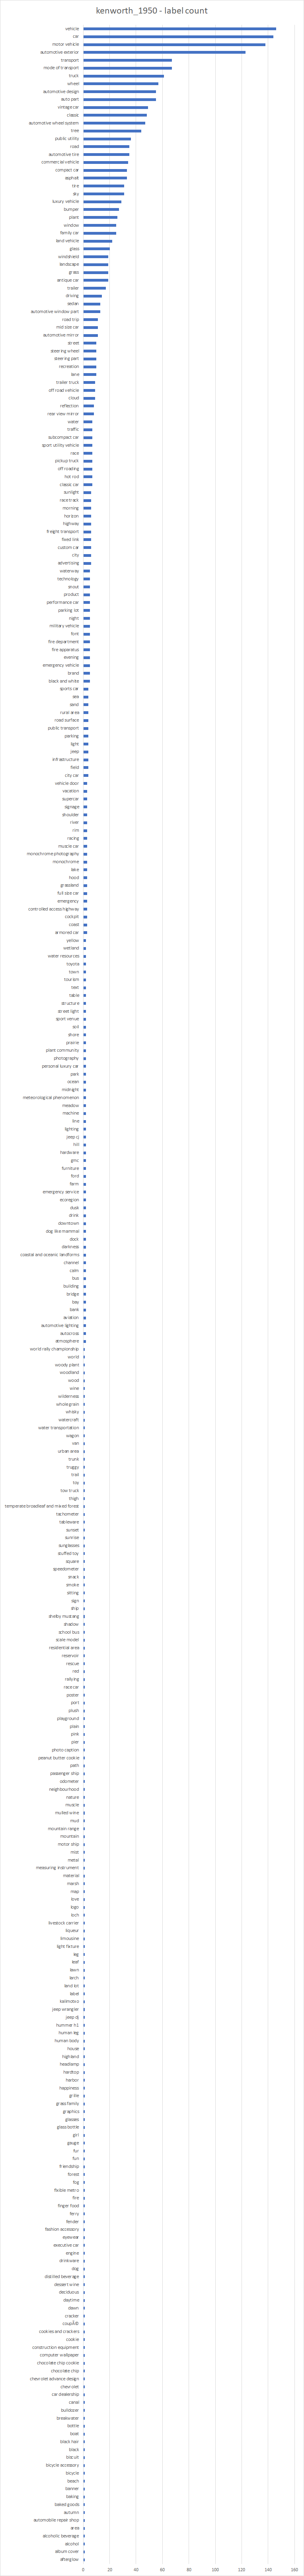 kenworth_1950 - label count
vehicle
car
motor vehicle
automotive exterior
transport
mode of transport
truck
wheel
automotive design
auto part
vintage car
classic
automotive wheel system
tree
public utility
road
automotive tire
commercial vehicle
compact car
asphalt
tire
sky
luxury vehicle
bumper
plant
window
family car
land vehicle
glass
windshield
landscape
grass
antique car
trailer
driving
sedan
automotive window part
road trip
mid size car
automotive mirror
street
steering wheel
steering part
recreation
lane
trailer truck
off road vehicle
cloud
reflection
rear view mirror
water
traffic
subcompact car
sport utility vehicle
race
pickup truck
off roading
hot rod
classic car
sunlight
race track
morning
horizon
highway
freight transport
fixed link
custom car
city
advertising
waterway
technology
product
performance car
parking lot
night
military vehicle
font
fire department
fire apparatus
evening
emergency vehicle
brand
black and white
sports car
sea
sand
rural area
road surface
public transport
parking
light
jeep
infrastructure
field
city car
vehicle door
vacation
supercar
signage
shoulder
river
rim
racing
muscle car
monochrome photography
monochrome
lake
hood
grassland
full size car
emergency
controlled access highway
cockpit
coast
armored car
yellow
wetland
water resources
toyota
town
tourism
taxi
table
structure
street light
sport venue
soil
shore
prairie
plant community
photography
personal luxury car
park
ocean
midnight
meteorological phenomenon
meadow
machine
line
lighting
jeep cj
hill
hardware
gmc
furniture
ford
farm
emergency service
ecoregion
dusk
drink
downtown
dog like mammal
dock
darkness
coastal and oceanic landforms
channel
calm
bus
building
bridge
bay
bank
aviation
automotive lighting
autocross
atmosphere
world rally championship
world
woody plant
woodland
wood
wine
wilderness
whole grain
whisky
watercraft
water transportation
wagon
van
urban area
trunk
truggy
trail
toy
tow truck
thigh
temperate broadleaf and mixed forest
tachometer
tableware
sunset
sunrise
sunglasses
stuffed toy
square
speedometer
snack
smoke
sitting
sign
ship
shelby mustang
shadow
school bus
scale model
residential area
reservoir
rescue
red
rallying
race car
poster
port
plush
playground
plain
pink
pier
photo caption
peanut butter cookie
path
passenger ship
odometer
neighbourhood
nature
muscle
mulled wine
mud
mountain range
mountain
motor ship
mist
metal
measuring instrument
material
marsh
map
love
logo
loch
livestock carrier
liqueur
limousine
light fixture
leg
leaf
lawn
larch
land lot
label
kalimotxo
jeep wrangler
jeep dj
hummer h1
human leg
human body
house
highland
headlamp
hardtop
harbor
happiness
grille
grass family
graphics
glasses
glass bottle
girl
gauge
fur
fun
friendship
forest
fog
flexible metro
fire
finger food
ferry
fender
fashion accessory
eyewear
executive car
engine
drinkware
dog
distilled beverage
dessert wine
deciduous
daytime
dawn
cracker
coupÃ©
cookies and crackers
cookie
construction equipment
computer wallpaper
chocolate chip cookie
chocolate chip
chevrolet advance design
chevrolet
car dealership
canal
bulldozer
breakwater
bottle
boat
black hair
black
biscuit
bicycle accessory
bicycle
beach
banner
baking
baked goods
autumn
automobile repair shop
area
alcoholic beverage
alcohol
album cover
afterglow
0 20 40 60 80 100 120 140 160